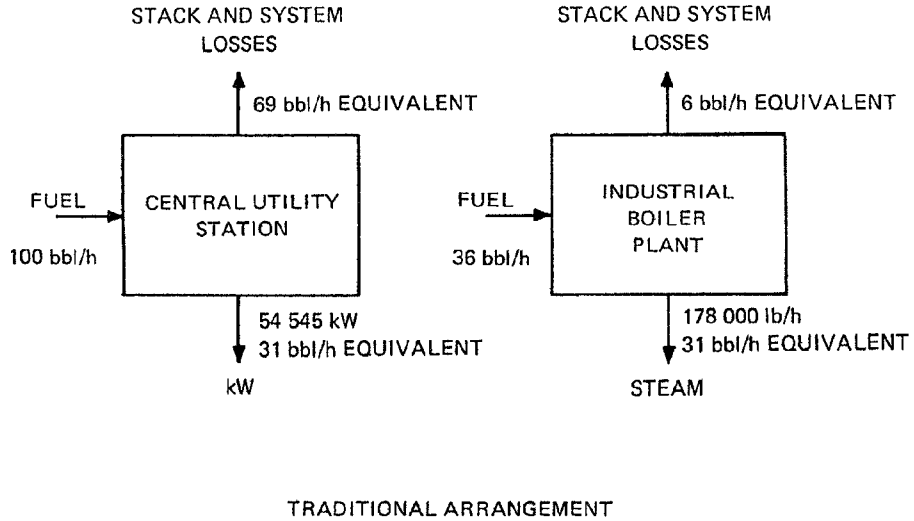 STACK AND SYSTEM
LOSSES
69 bbl/h EQUIVALENT
FUEL
100 bbl/h
CENTRAL UTILITY
STATION
54 545 kW
31 bbl/h EQUIVALENT
kW
STACK AND SYSTEM
LOSSES
6 bbl/h EQUIVALENT
FUEL
36 bbl/h
INDUSTRIAL
BOILER
PLANT
178 000 lb/h
31 bbl/h EQUIVALENT
STEAM
TRADITIONAL ARRANGEMENT